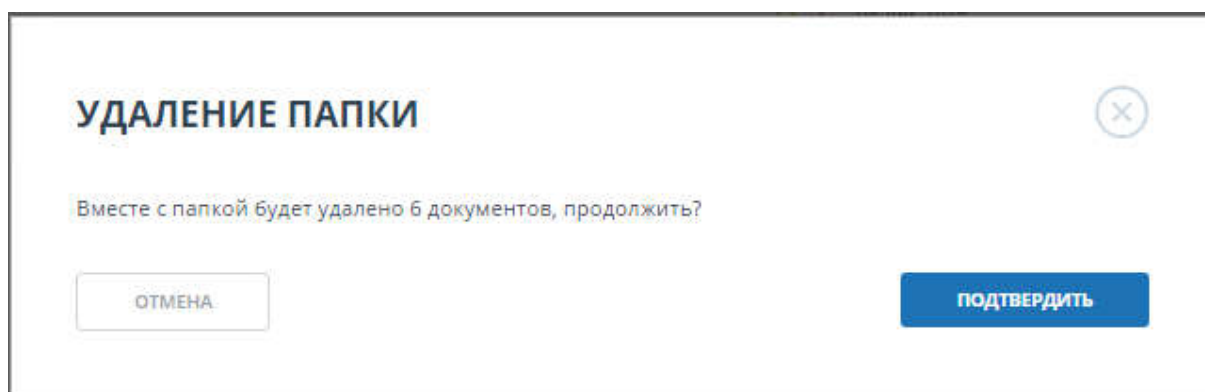 УДАЛЕНИЕ ПАПКИ
Вместе с папкой будет удалено 6 документов, продолжить?
ОТМЕНА
ПОДТВЕРДИТЬ